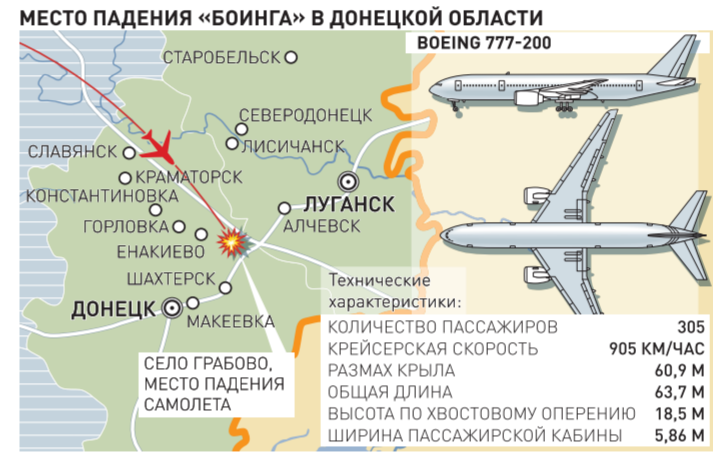 МЕСТО ПАДЕНИЯ «БОИНГА» В ДОНЕЦКОЙ ОБЛАСТИ
BOEING 777-200
СТАРОБЕЛЬСК
СЕВЕРОДОНЕЦК
ЛИСИЧАНСК
СЛАВЯНСК
КРАМАТОРСК
КОНСТАНТИНОВКА
ЛУГАНСК
ГОРЛОВКА
АЛЧЕВСК
ЕНАКИЕВО
ШАХТЕРСК
ДОНЕЦК
МАКЕЕВКА
СЕЛО ГРАБОВО,
МЕСТО ПАДЕНИЯ
САМОЛЕТА
Технические
характеристики:
КОЛИЧЕСТВО ПАССАЖИРОВ 305
КРЕЙСЕРСКАЯ СКОРОСТЬ 905 КМ/ЧАС
РАЗМАХ КРЫЛА 60,9 М
ОБЩАЯ ДЛИНА 63,7 М
ВЫСОТА ПО ХВОСТОВОМУ ОПЕРЕНИЮ 18,5 М
ШИРИНА ПАССАЖИРСКОЙ КАБИНЫ 5,86 М